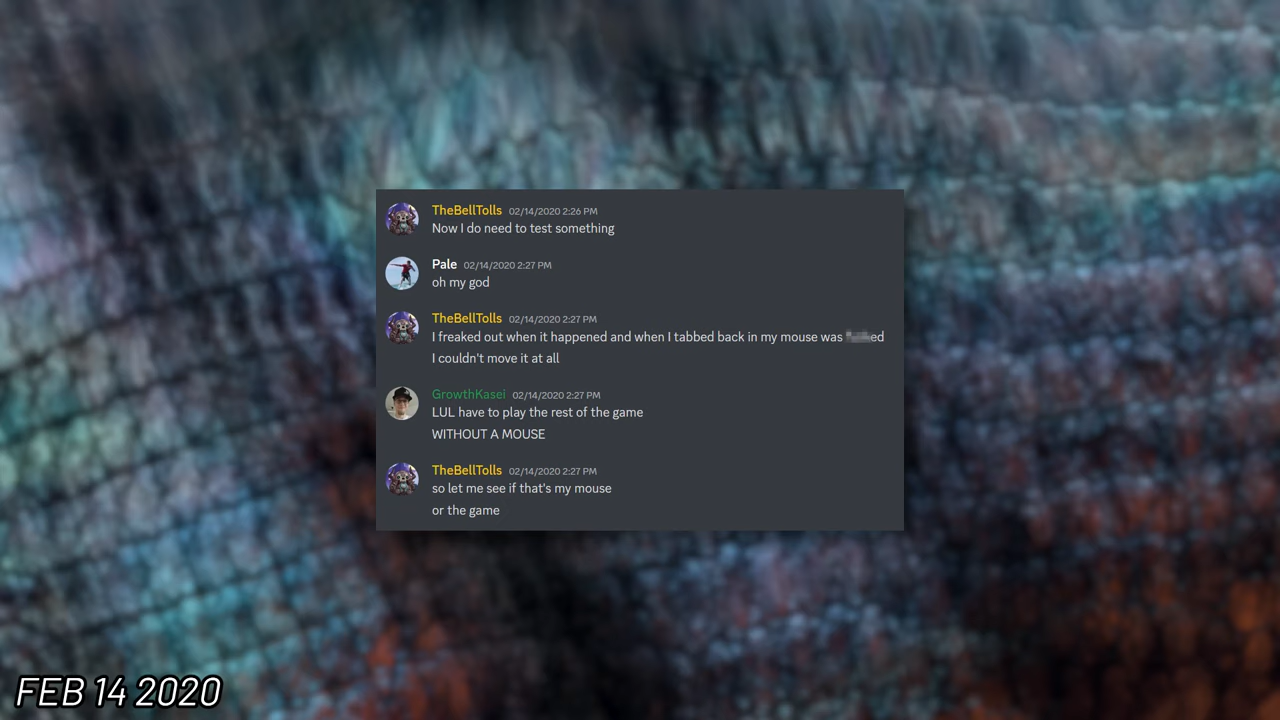 TheBellTolls 02/14/2020 2:26 PM
Now I do need to test something
Pale 02/14/2020 2:27 PM
oh my god
TheBellTolls 02/14/2020 2:27 PM
I freaked out when it happened and when I tabbed back in my mouse was ed
I couldn't move it at all
GrowthKasei 02/14/2020 2:27 PM
LUL have to play the rest of the game
WITHOUT A MOUSE
TheBellTolls 02/14/2020 2:27 PM
so let me see if that's my mouse
or the game
FEB 14 2020